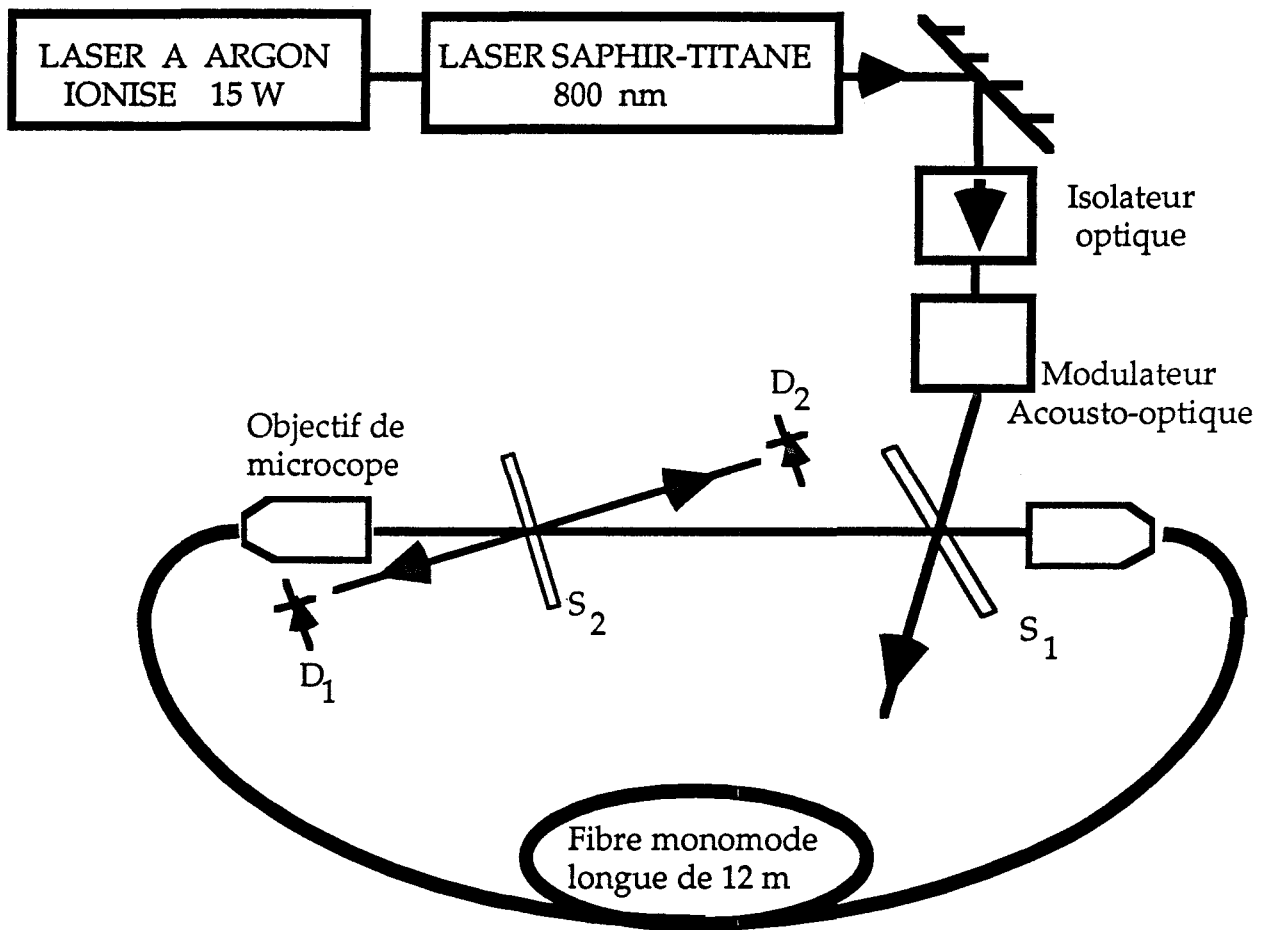 LASER A ARGON
IONISE 15 W
LASER SAPHIR-TITANE
800 nm
Isolateur
optique
Modulateur
Acousto-optique
D2
Objectif de
microcope
S2
D1
S1
Fibre monomode
longue de 12 m